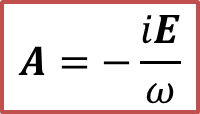 A = − iE/ω